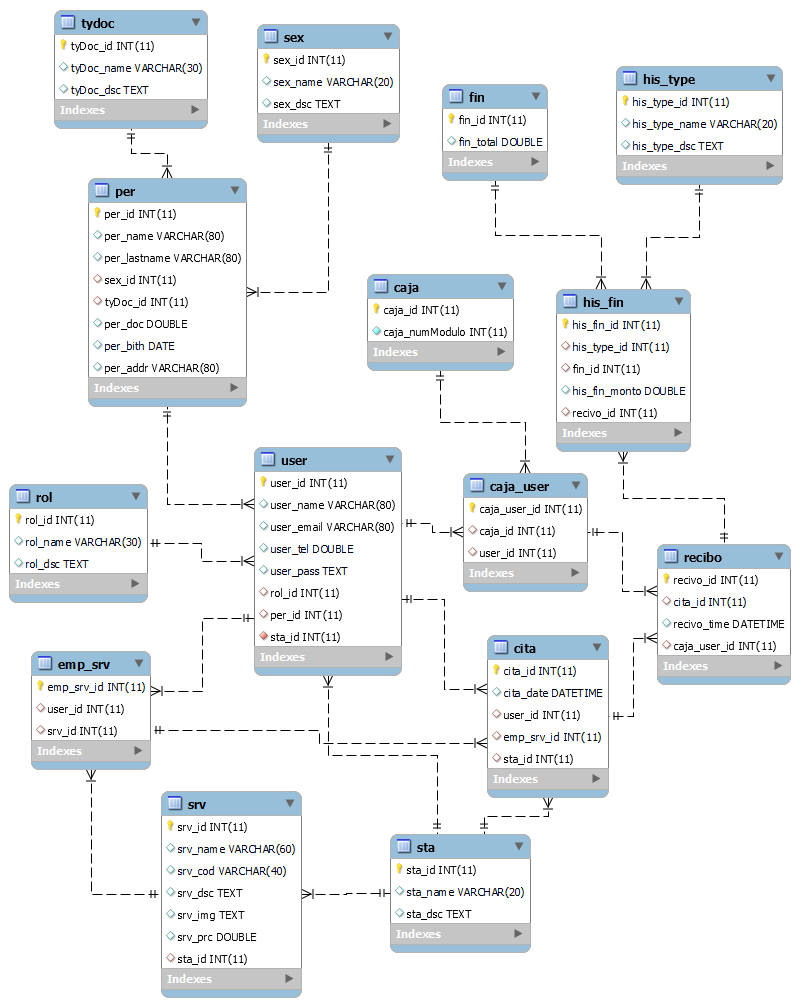 tydoc
tyDoc_id INT(11)
tyDoc_name VARCHAR(30)
tyDoc_dsc TEXT
Indexes
sex
sex_id INT(11)
sex_name VARCHAR(20)
sex_dsc TEXT
Indexes
fin
fin_id INT(11)
fin_total DOUBLE
Indexes
his_type
his_type_id INT(11)
his_type_name VARCHAR(20)
his_type_dsc TEXT
Indexes
per
per_id INT(11)
per_name VARCHAR(80)
per_lastname VARCHAR(80)
sex_id INT(11)
tyDoc_id INT(11)
per_doc DOUBLE
per_bith DATE
per_addr VARCHAR(80)
Indexes
caja
caja_id INT(11)
caja_numModulo INT(11)
Indexes
his_fin
his_fin_id INT(11)
his_type_id INT(11)
fin_id INT(11)
his_fin_monto DOUBLE
recivo_id INT(11)
Indexes
rol
rol_id INT(11)
rol_name VARCHAR(30)
rol_dsc TEXT
Indexes
user
user_id INT(11)
user_name VARCHAR(80)
user_email VARCHAR(80)
user_tel DOUBLE
user_pass TEXT
rol_id INT(11)
per_id INT(11)
sta_id INT(11)
Indexes
caja_user
caja_user_id INT(11)
caja_id INT(11)
user_id INT(11)
Indexes
recibo
recivo_id INT(11)
cita_id INT(11)
recivo_time DATETIME
caja_user_id INT(11)
Indexes
emp_srv
emp_srv_id INT(11)
user_id INT(11)
srv_id INT(11)
Indexes
cita
cita_id INT(11)
cita_date DATETIME
user_id INT(11)
emp_srv_id INT(11)
sta_id INT(11)
Indexes
srv
srv_id INT(11)
srv_name VARCHAR(60)
srv_cod VARCHAR(40)
srv_dsc TEXT
srv_img TEXT
srv_prc DOUBLE
sta_id INT(11)
Indexes
sta
sta_id INT(11)
sta_name VARCHAR(20)
sta_dsc TEXT
Indexes